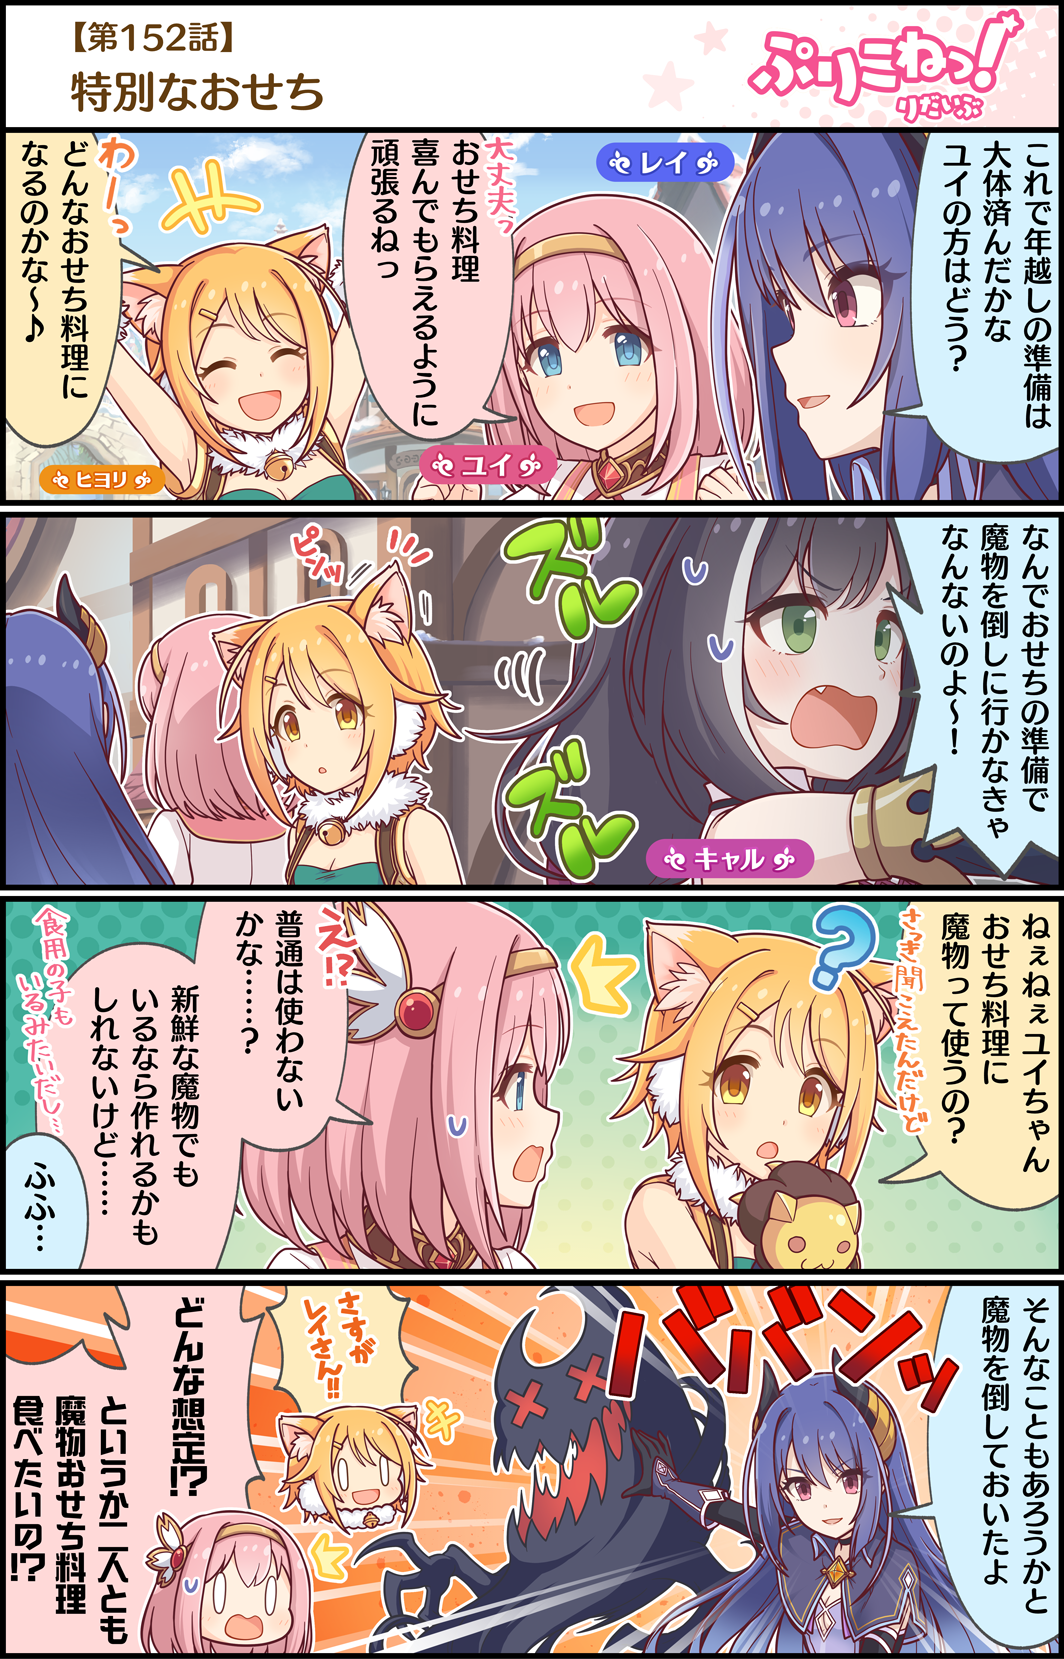 【第152話】
特別なおせち
ぷりこねっ！
りだいぶ
これで年越しの準備は
大体済んだかな
ユイの方はどう？
レイ
大丈夫っ
おせち料理
喜んでもらえるように
頑張るねっ
ユイ
わーっ
どんなおせち料理に
なるのかな～♪
ヒヨリ
なんでおせちの準備で
魔物を倒しに行かなきゃ
なんないのよ～！
キャル
ズル
ズル
ピクッ
ねぇねぇユイちゃん
おせち料理に
魔物って使うの？
さっき聞こえたんだけど
？
え!?
普通は使わない
かな……？
新鮮な魔物でも
いるなら作れるかも
しれないけど……
食用の子も
いるみたいだし…
ふふ…
そんなこともあろうかと
魔物を倒しておいたよ
ババンッ
さすが
レイさん!!
どんな想定!?
というか二人とも
魔物おせち料理
食べたいの!?